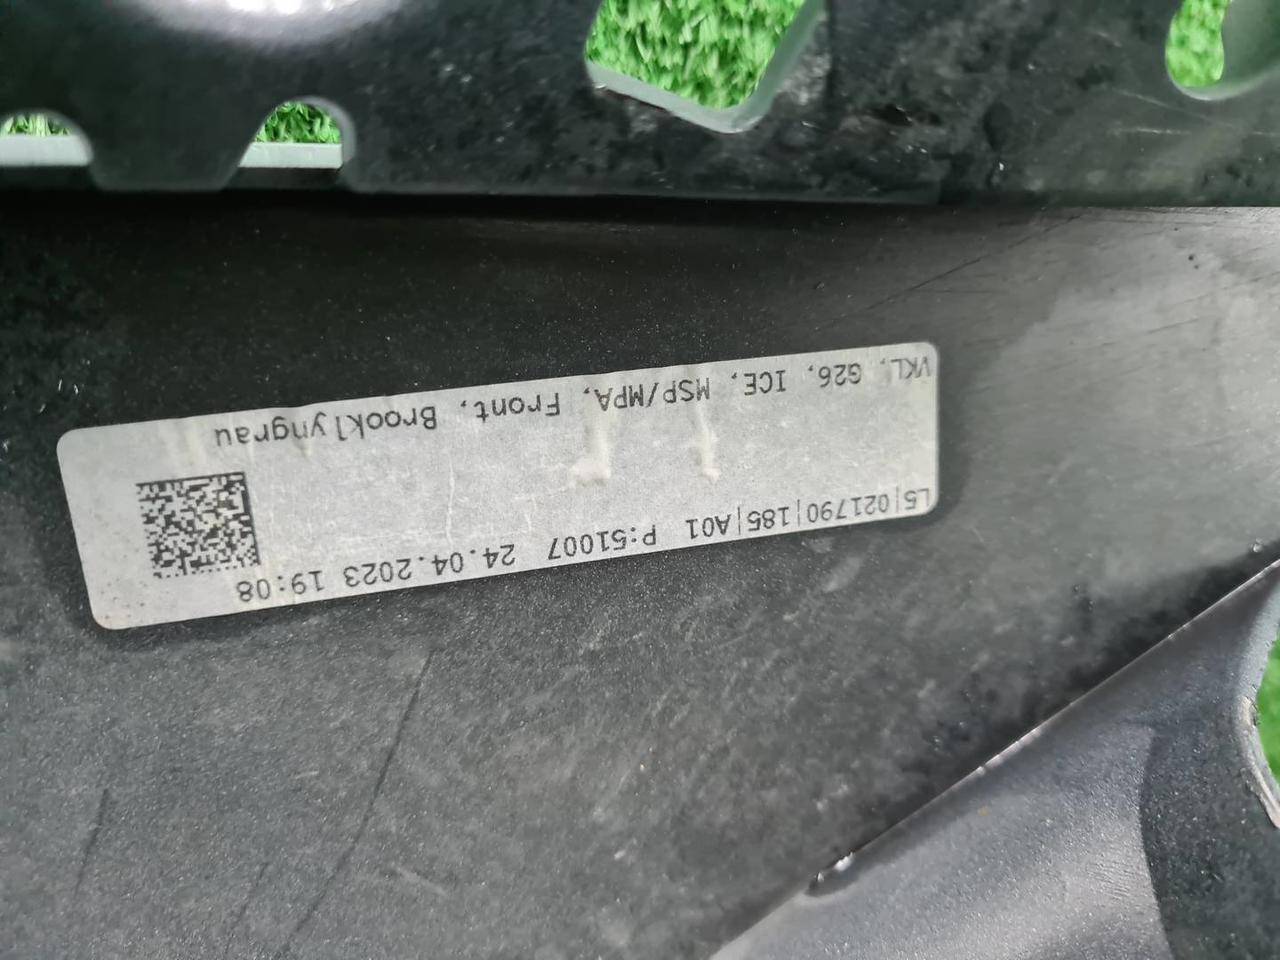 L5|021790|185|A01 P:51007 24.04.2023 19:08
VKL, G26, ICE, MSP/MPA, Front, Brooklyngrau